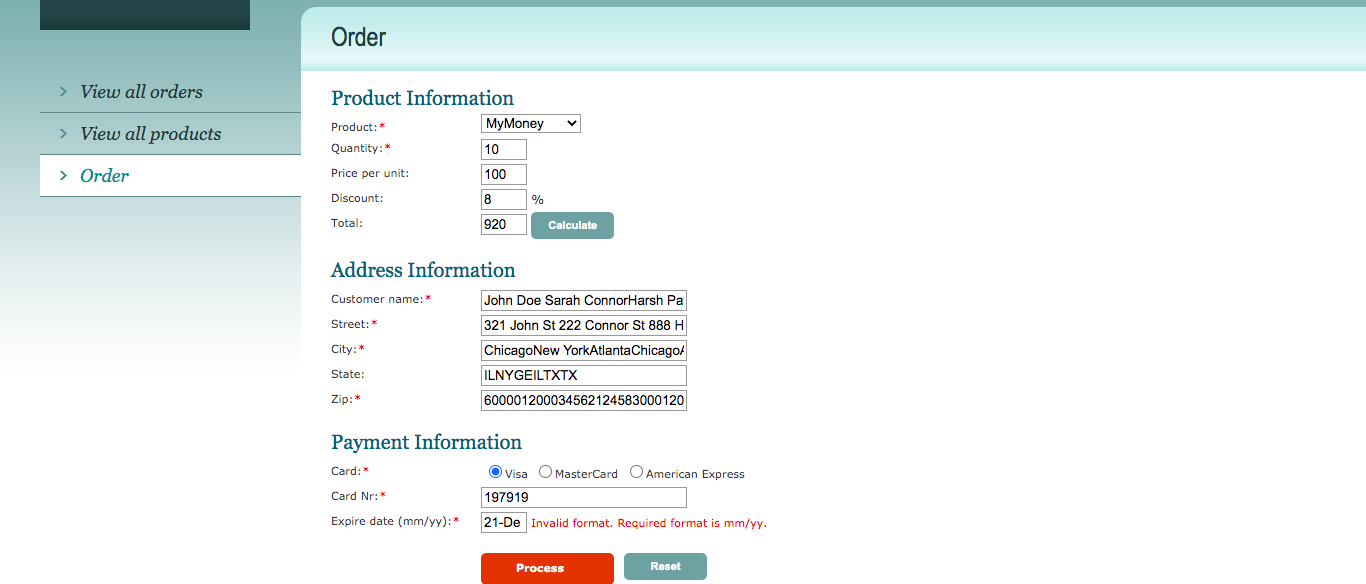 Order
View all orders
View all products
Order
Product Information
Product:* MyMoney
Quantity:* 10
Price per unit: 100
Discount: 8 %
Total: 920 Calculate
Address Information
Customer name:* John Doe Sarah ConnorHarsh Pa
Street:* 321 John St 222 Connor St 888 H
City:* ChicagoNew YorkAtlantaChicagoA
State: ILNYGEILTXTX
Zip:* 600001200034562124583000120
Payment Information
Card:* Visa MasterCard American Express
Card Nr:* 197919
Expire date (mm/yy):* 21-De Invalid format. Required format is mm/yy.
Process Reset